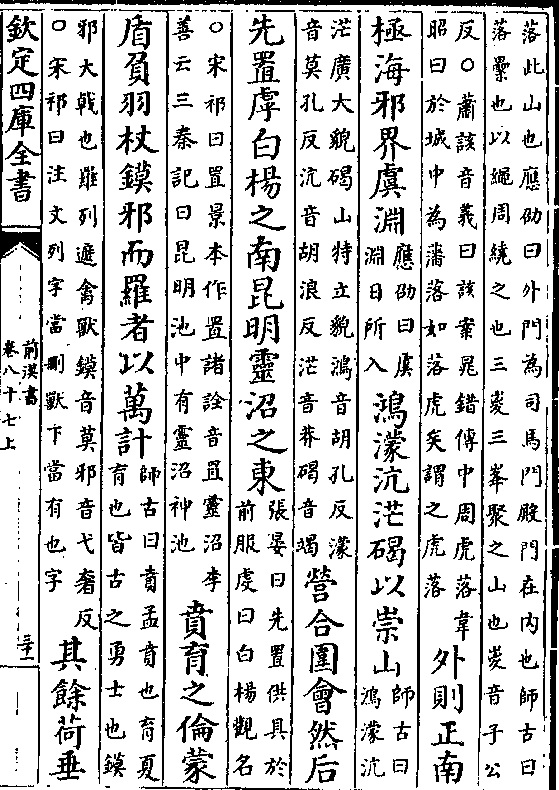 落此山也應劭曰外門為司馬門殿門在内也師古曰
落纍也以繩周繞之也三嵏三峯聚之山也嵏音子公
反○蕭該音義曰該案晁錯傳中周虎落韋
昭曰於城中為藩落如落虎矣謂之虎落
外則正南
極海邪界虞淵
應劭曰虞
淵日所入
鴻濛沆茫碣以崇山
師古曰
鴻濛沆
茫廣大貌碣山特立貌鴻音胡孔反濛
音莫孔反沆音胡浪反茫音莽碣音竭
營合圍會然后
先置虖白楊之南昆明靈沼之東
張晏曰先置供具於
前服虔曰白楊觀名
○宋祁曰置景本作罝諸詮音罝靈沼李
善云三秦記曰昆明池中有靈沼神池
賁育之倫蒙
盾負羽杖鏌邪而羅者以萬計
師古曰賁孟賁也育夏
育也皆古之勇士也鏌
邪大戟也雖列遮禽獸鏌音莫邪音弋奢反
○宋祁曰注文列字當刪獸下當有也字
其餘荷垂
欽定四庫全書
前漢書
卷八十七上
三十一